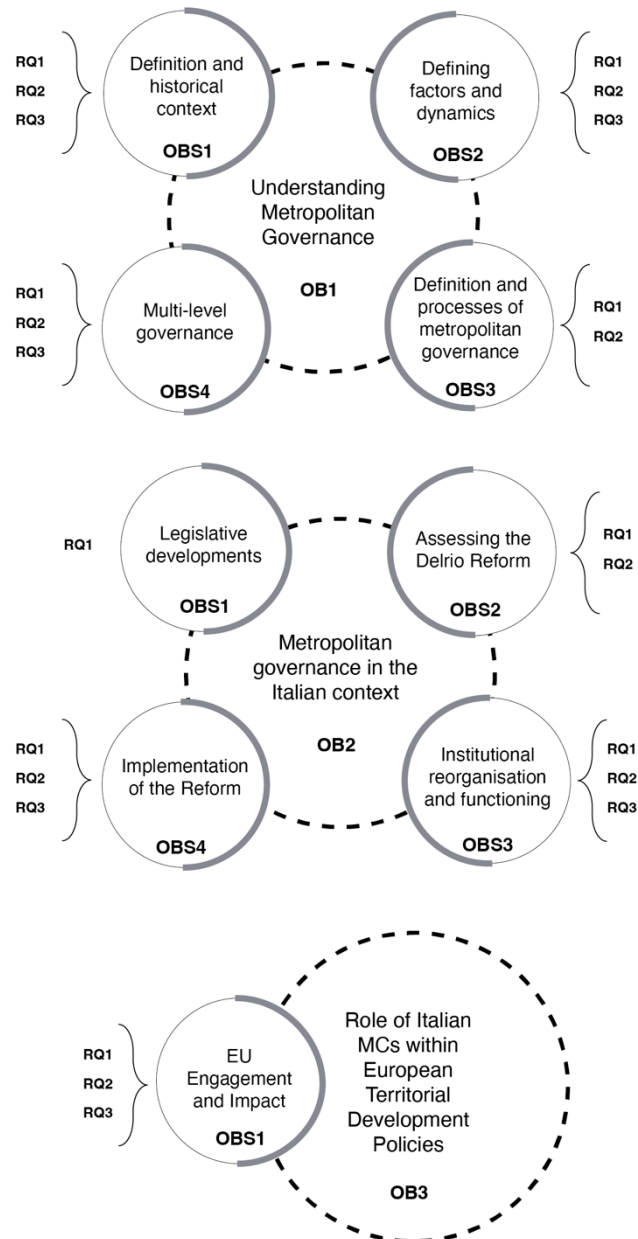 RQ1
RQ2
RQ3
Definition and
historical
context
OBS1
Defining
factors and
dynamics
OBS2
RQ1
RQ2
RQ3
Understanding
Metropolitan
Governance
OB1
RQ1
RQ2
RQ3
Multi-level
governance
OBS4
Definition and
processes of
metropolitan
governance
OBS3
RQ1
RQ2
RQ1
Legislative
developments
OBS1
Assessing the
Delrio Reform
OBS2
RQ1
RQ2
Metropolitan
governance in the
Italian context
OB2
RQ1
RQ2
RQ3
Implementation
of the Reform
OBS4
Institutional
reorganisation
and functioning
OBS3
RQ1
RQ2
RQ3
RQ1
RQ2
RQ3
EU
Engagement
and Impact
OBS1
Role of Italian
MCs within
European
Territorial
Development
Policies
OB3